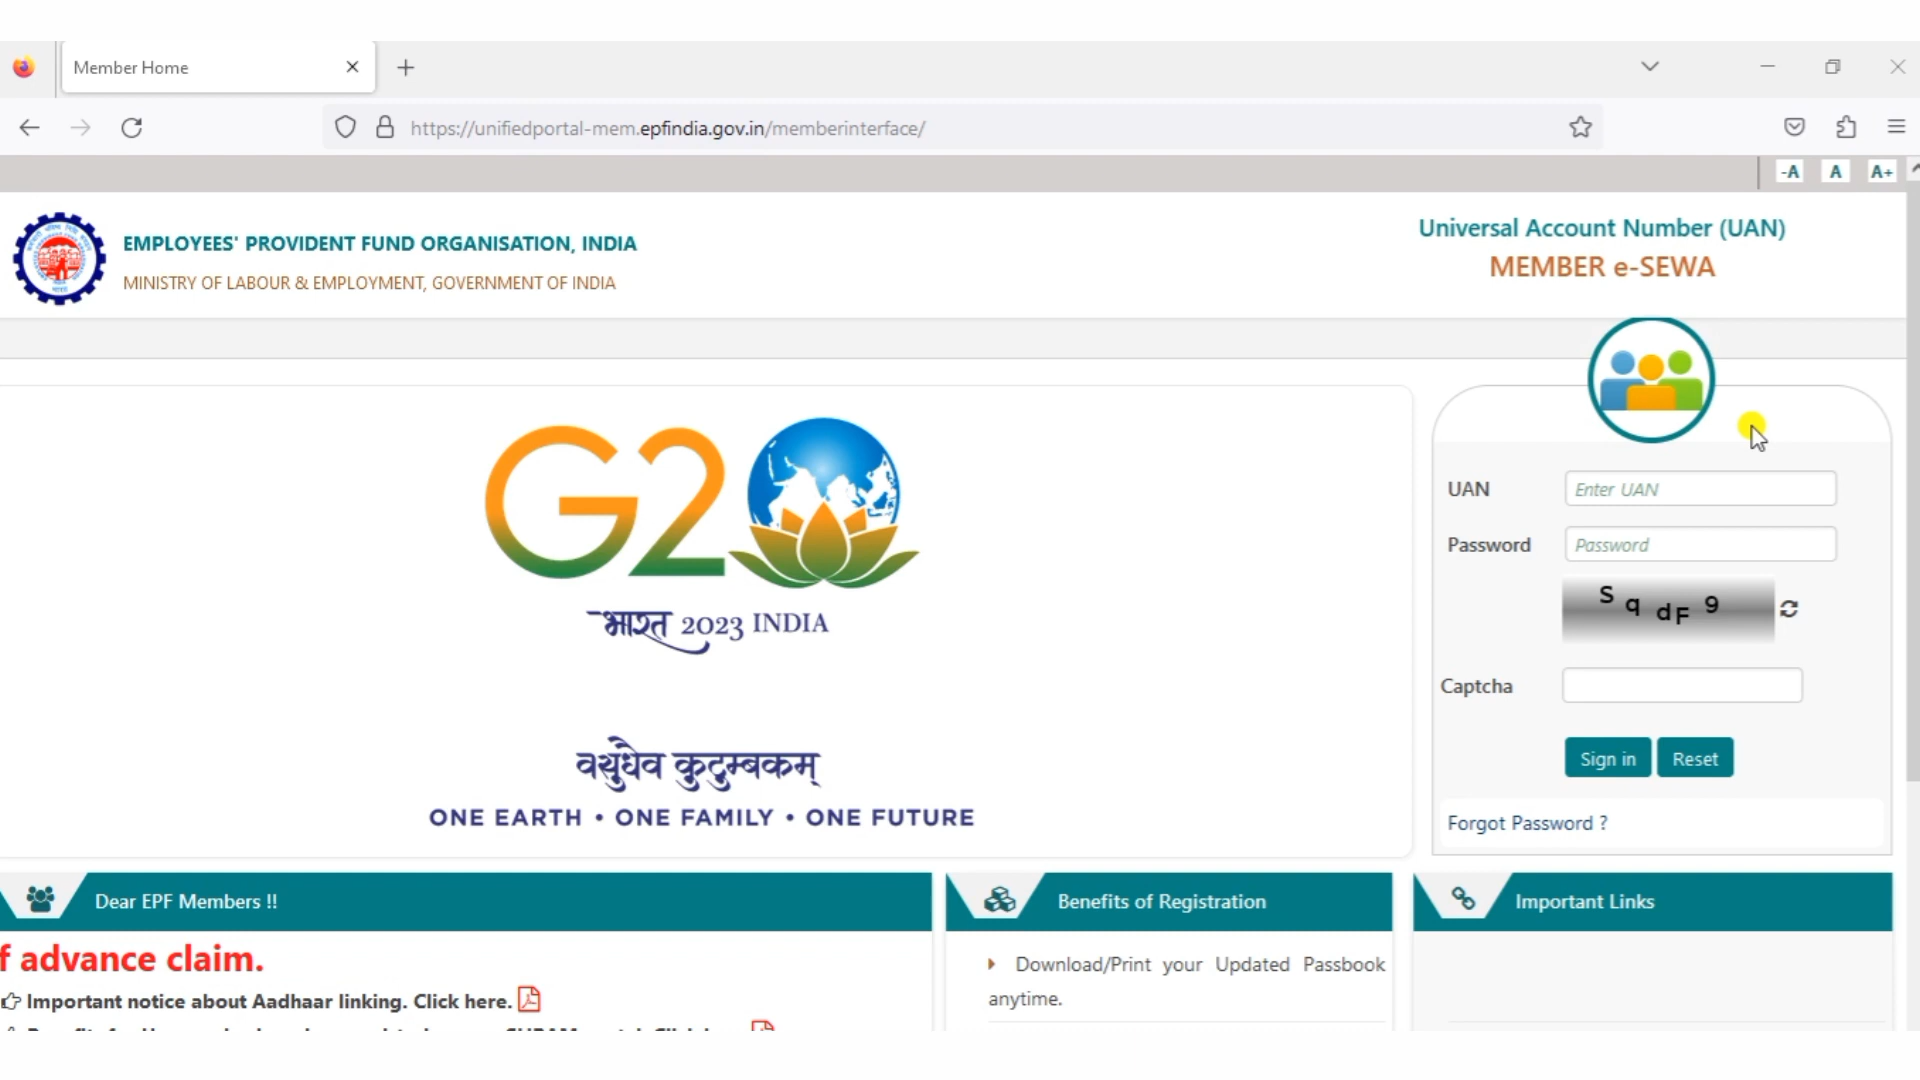 Member Home
https://unifiedportal-mem.epfindia.gov.in/memberinterface/
-A A A+
EMPLOYEES' PROVIDENT FUND ORGANISATION, INDIA
MINISTRY OF LABOUR & EMPLOYMENT, GOVERNMENT OF INDIA
Universal Account Number (UAN)
MEMBER e-SEWA
G20
भारत 2023 INDIA
वसुधैव कुटुम्बकम्
ONE EARTH • ONE FAMILY • ONE FUTURE
UAN Enter UAN
Password Password
S q d F 9
Captcha
Sign in Reset
Forgot Password ?
Dear EPF Members !!
f advance claim.
Important notice about Aadhaar linking. Click here.
Benefits of Registration
Download/Print your Updated Passbook
anytime.
Important Links